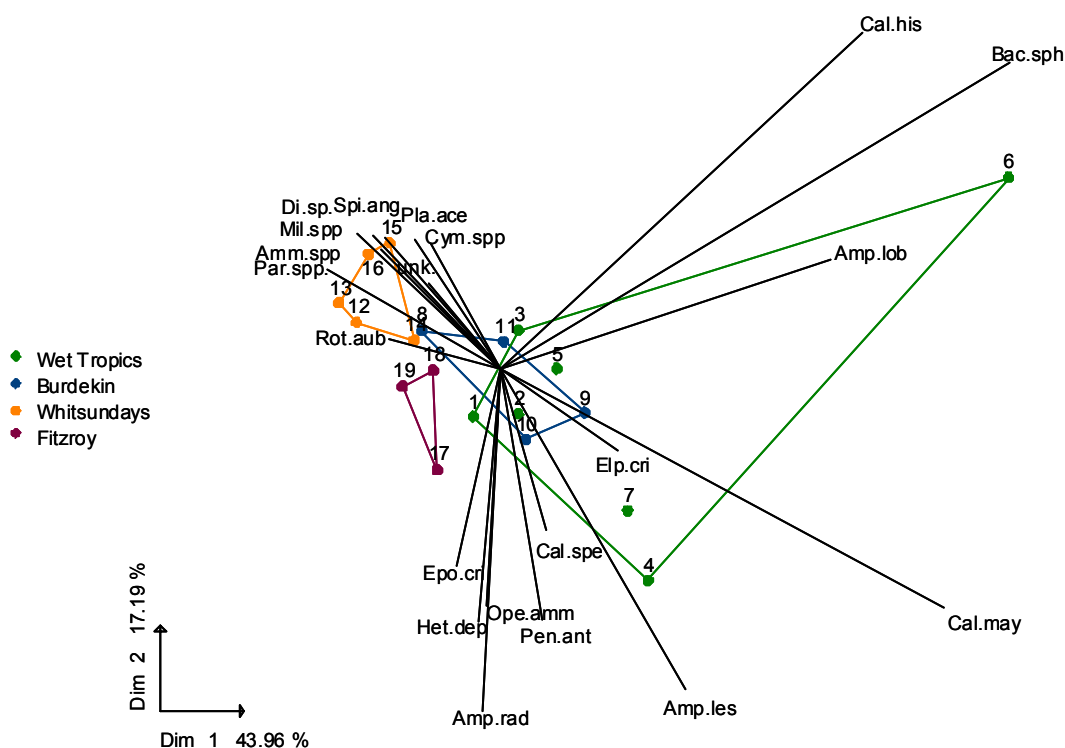 Cal.his
Bac.sph
6
Di.sp.
Spi.ang
Pla.ace
Mil.spp
15
Cym.spp
Amm.spp
Amp.lob
Par.spp.
16
unk.
13
12
8
14
11
3
Rot.aub
5
Wet Tropics
18
19
Burdekin
1
2
9
Whitsundays
10
Fitzroy
17
Elp.cri
7
Cal.spe
4
Epo.cri
Ope.amm
Het.dep
Pen.ant
Cal.may
Amp.rad
Amp.les
Dim 2 17.19 %
Dim 1 43.96 %